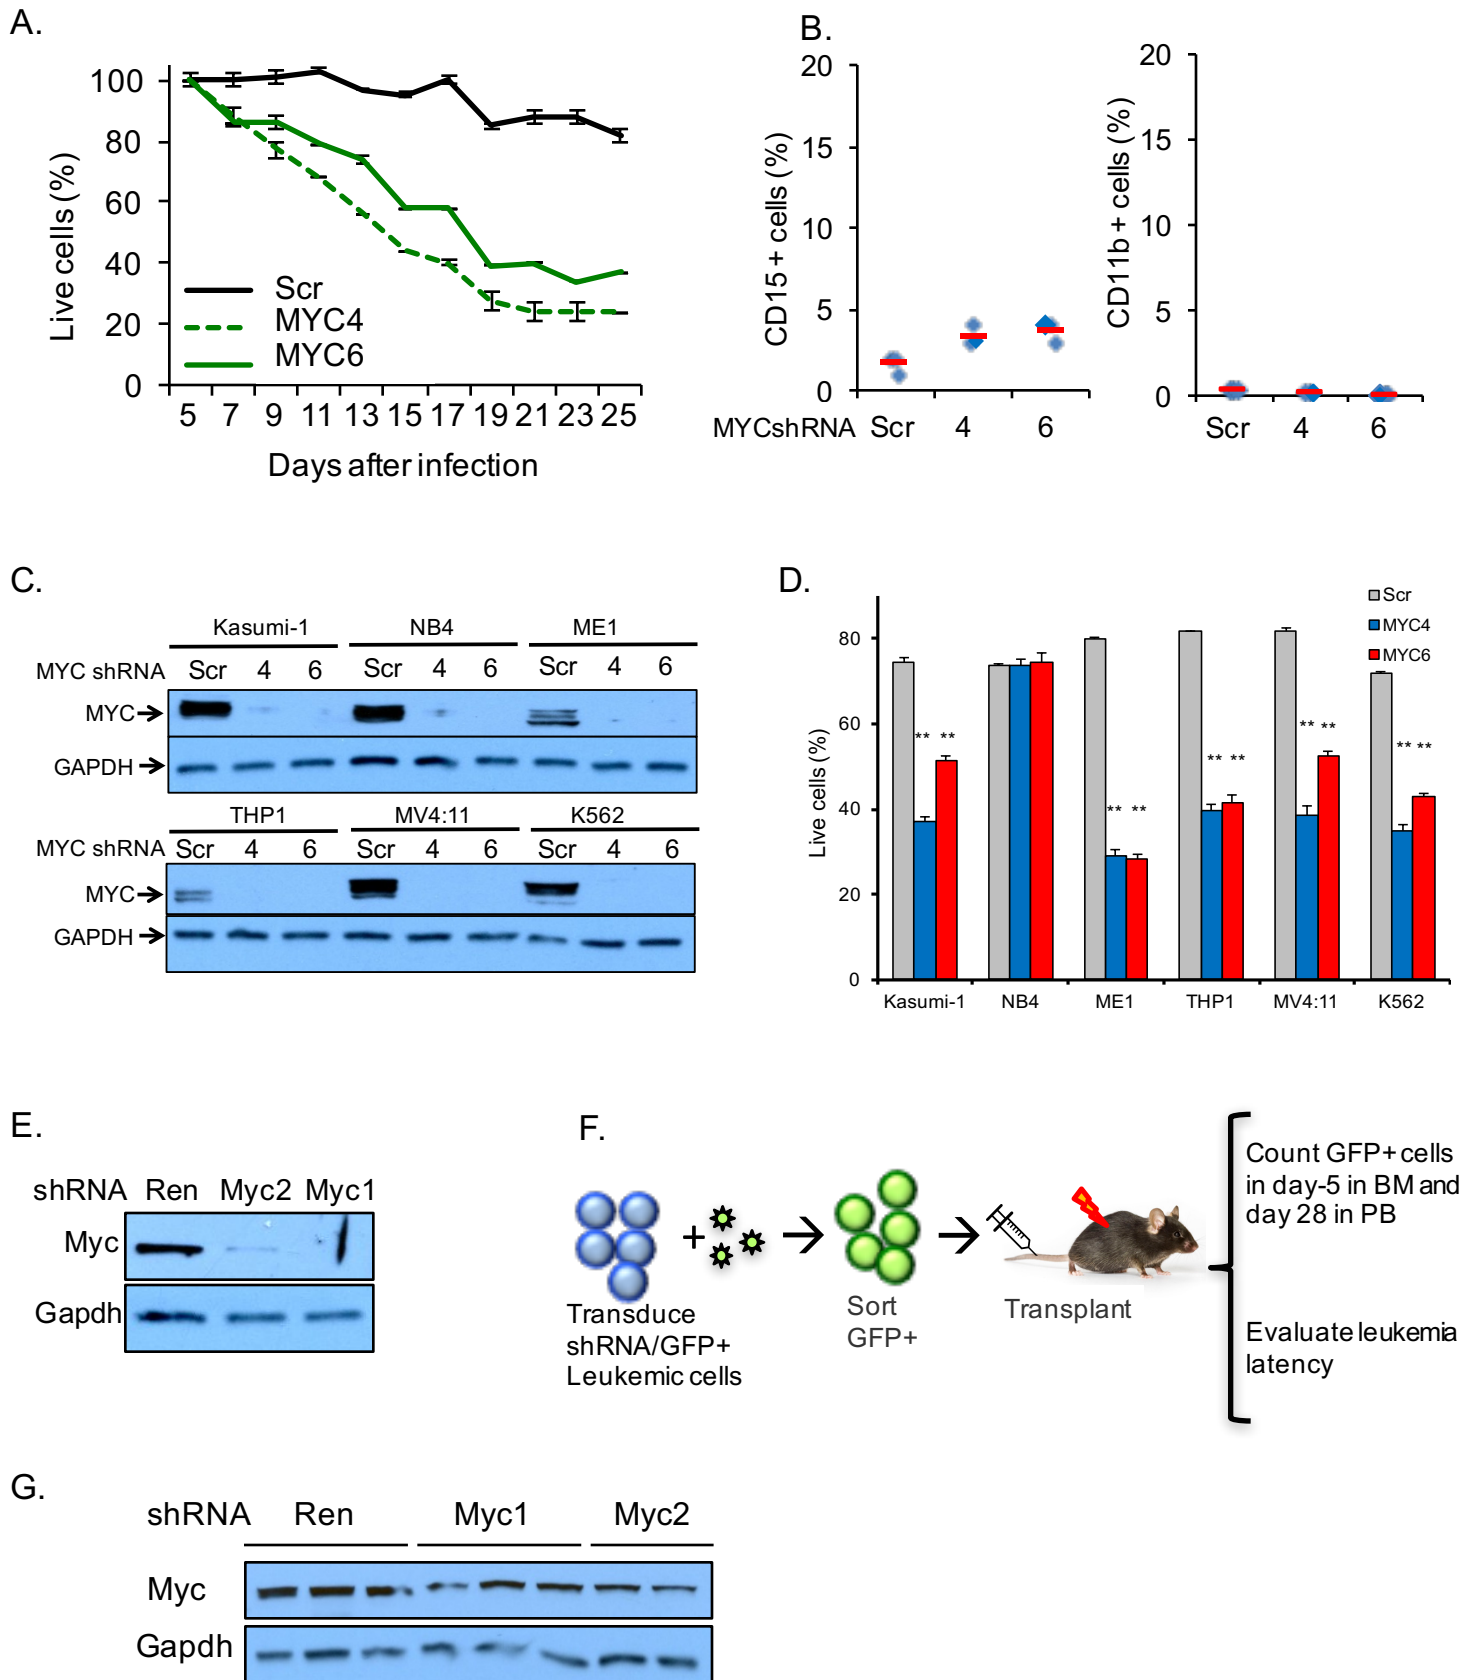 A.
100
80
60
40
20
0
Live cells (%)
Scr
MYC4
MYC6
5 7 9 11 13 15 17 19 21 23 25
Days after infection
B.
20
15
10
5
0
CD15 + cells (%)
MYCshRNA Scr 4 6
20
15
10
5
0
CD11b + cells (%)
Scr 4 6
C.
Kasumi-1 NB4 ME1
MYC shRNA Scr 4 6 Scr 4 6 Scr 4 6
MYC
GAPDH
THP1 MV4:11 K562
MYC shRNA Scr 4 6 Scr 4 6 Scr 4 6
MYC
GAPDH
D.
Scr
MYC4
MYC6
80
60
40
20
0
Live cells (%)
** **
** **
** **
** **
** **
Kasumi-1 NB4 ME1 THP1 MV4:11 K562
E.
shRNA Ren Myc2 Myc1
Myc
Gapdh
F.
+
Transduce
shRNA/GFP+
Leukemic cells
Sort
GFP+
Transplant
Count GFP+ cells
in day-5 in BM and
day 28 in PB
Evaluate leukemia
latency
G.
shRNA Ren Myc1 Myc2
Myc
Gapdh